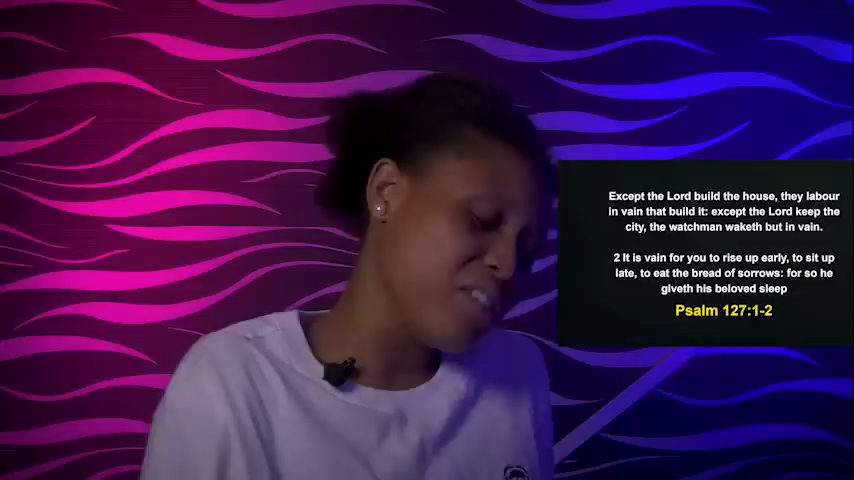 Except the Lord build the house, they labour
in vain that build it: except the Lord keep the
city, the watchman waketh but in vain.
2 It is vain for you to rise up early, to sit up
late, to eat the bread of sorrows: for so he
giveth his beloved sleep
Psalm 127:1-2